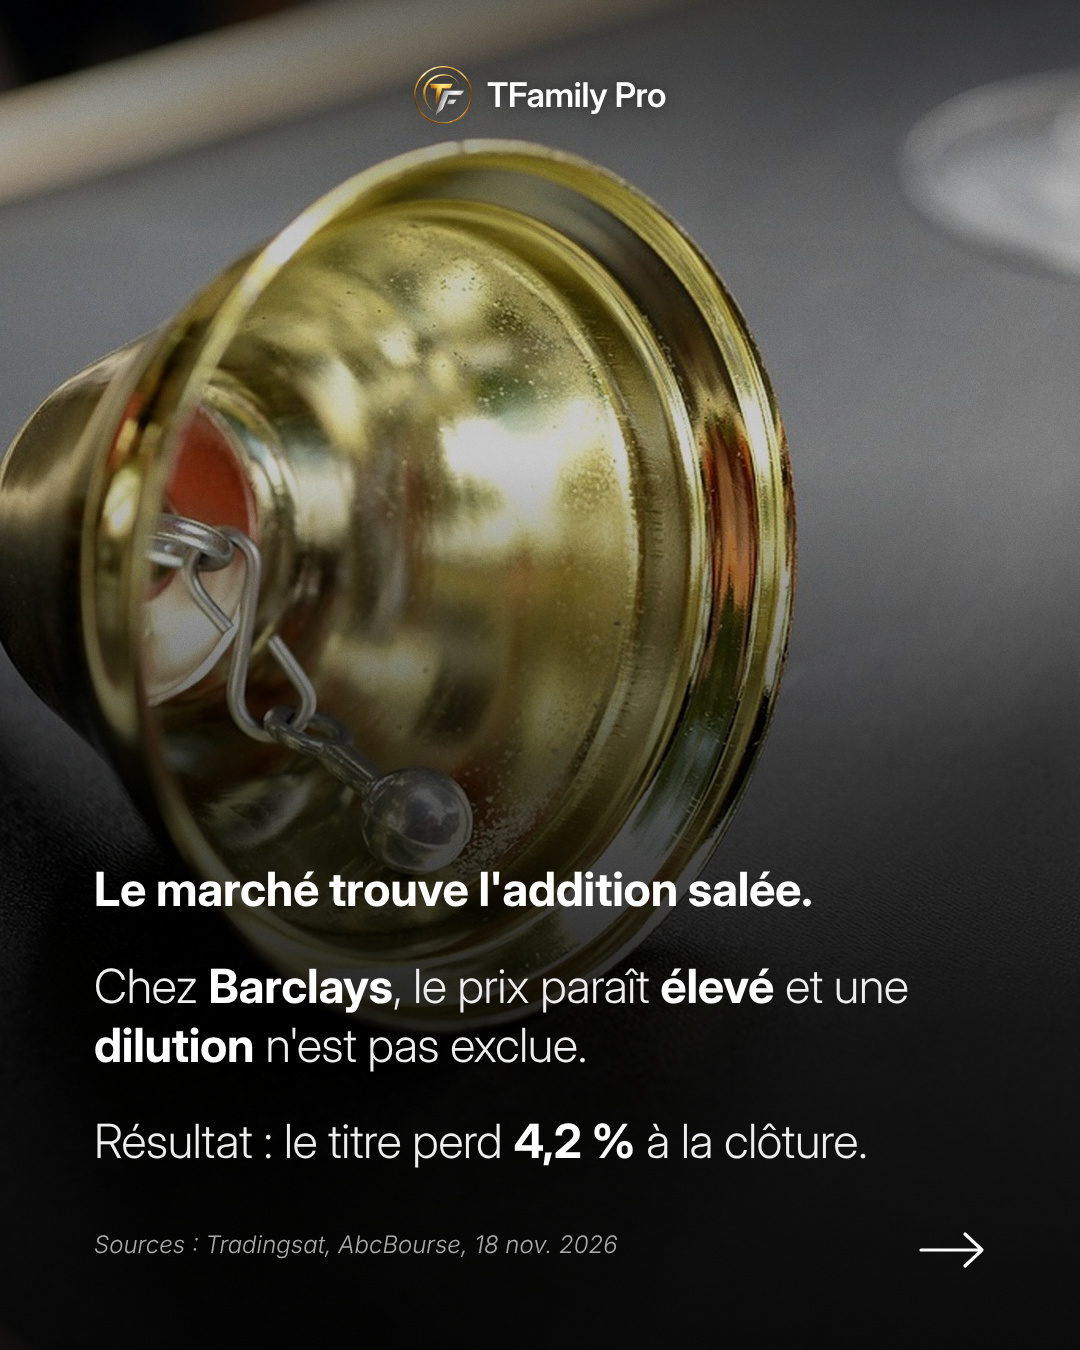 TFamily Pro
Le marché trouve l'addition salée.
Chez Barclays, le prix paraît élevé et une
dilution n'est pas exclue.
Résultat : le titre perd 4,2 % à la clôture.
Sources : Tradingsat, AbcBourse, 18 nov. 2026